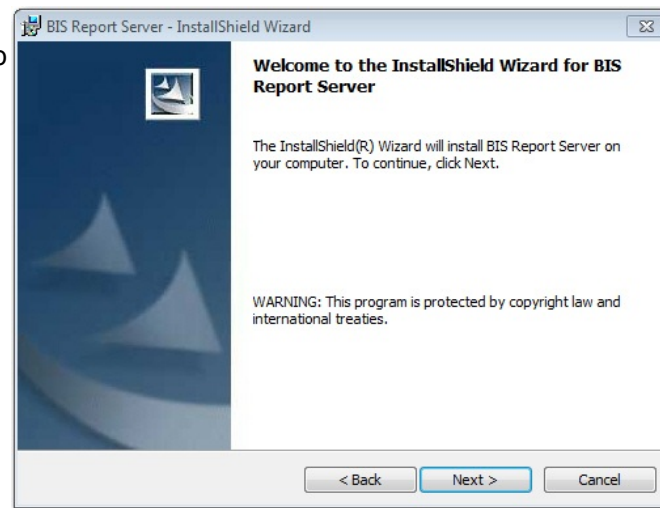 BIS Report Server - InstallShield Wizard
o
Welcome to the InstallShield Wizard for BIS
Report Server
The InstallShield(R) Wizard will install BIS Report Server on
your computer. To continue, click Next.
WARNING: This program is protected by copyright law and
international treaties.
< Back Next > Cancel